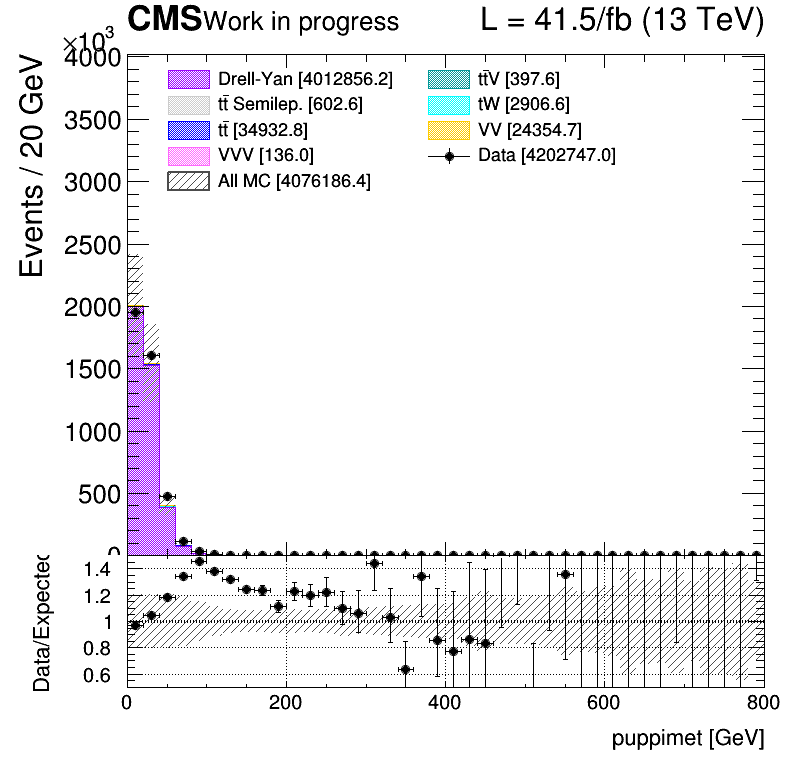 CMS Work in progress L = 41.5/fb (13 TeV)
×10³
Events / 20 GeV
4000
3500
3000
2500
2000
1500
1000
500
0
Drell-Yan [4012856.2]
tt̄ Semilep. [602.6]
tt̄ [34932.8]
VVV [136.0]
All MC [4076186.4]
tt̄V [397.6]
tW [2906.6]
VV [24354.7]
Data [4202747.0]
Data/Expected
1.4
1.2
1
0.8
0.6
0 200 400 600 800
puppimet [GeV]